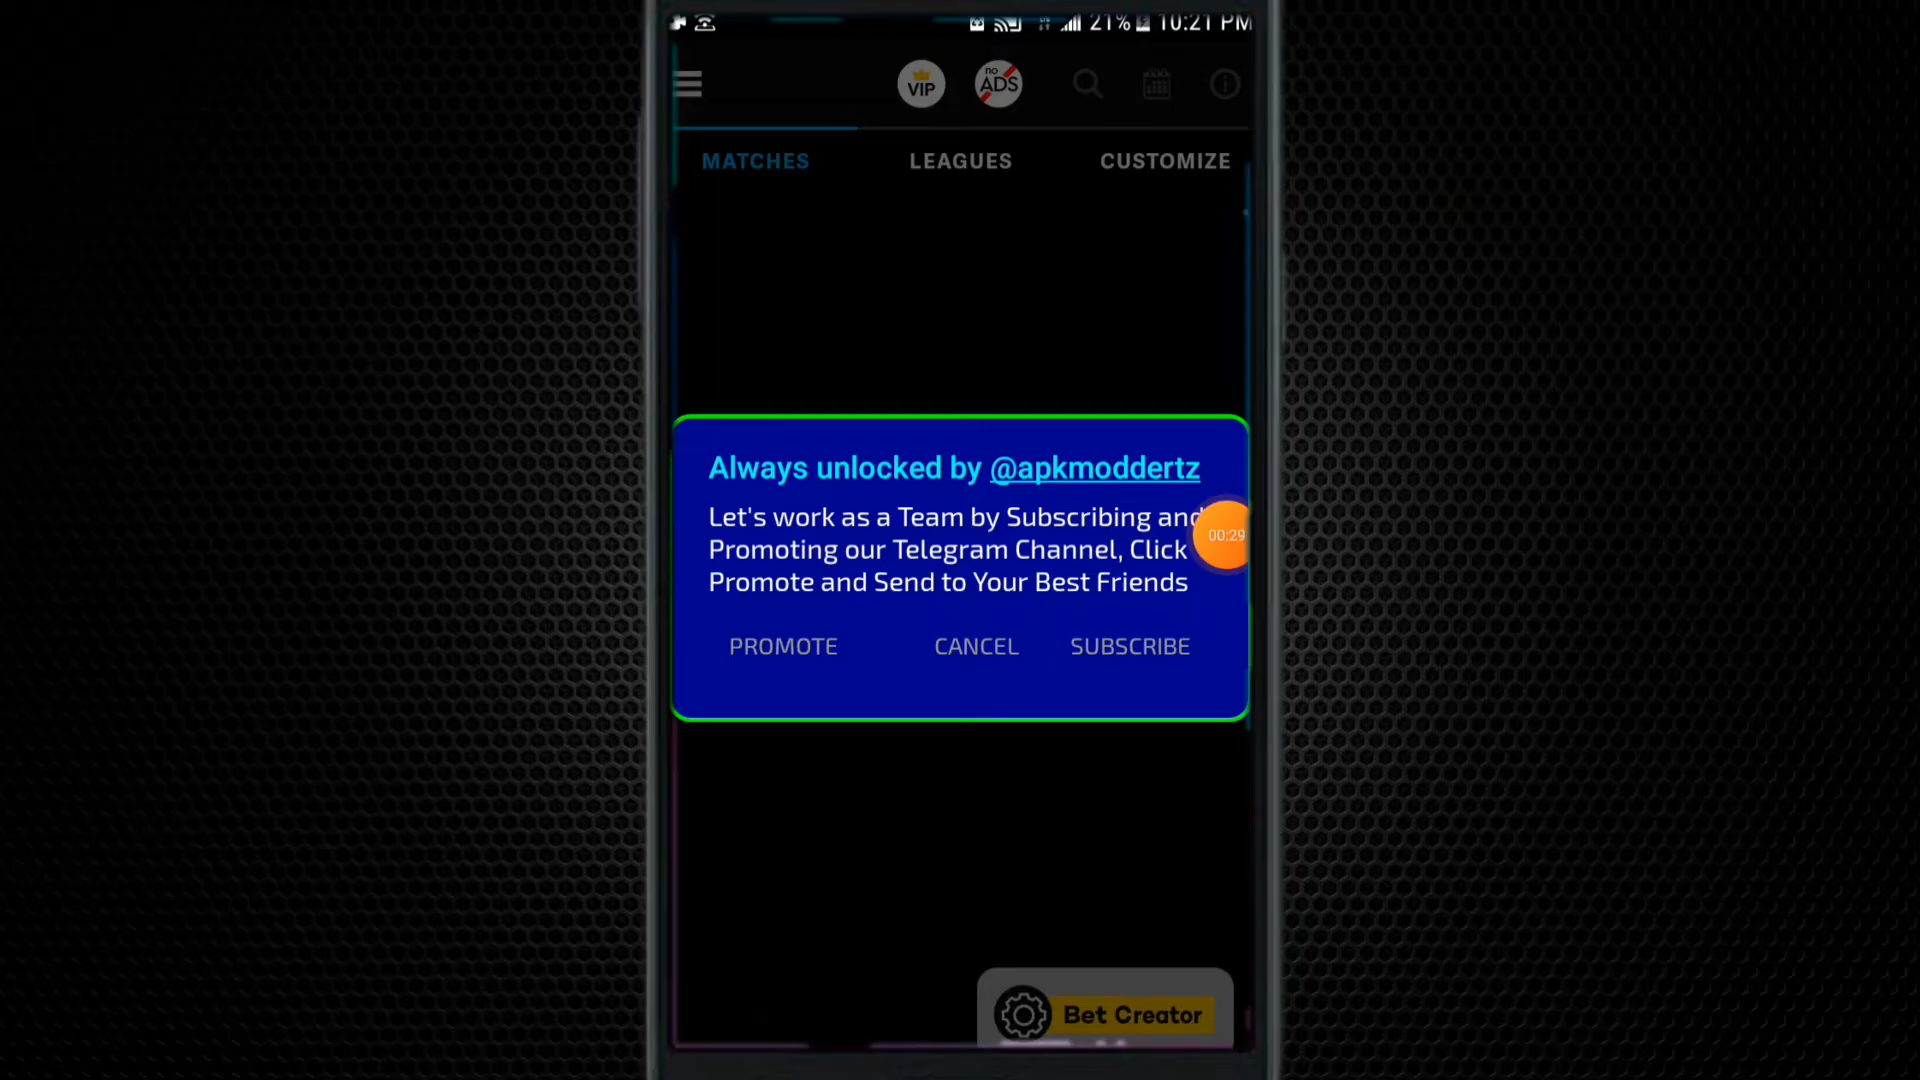 21% 10:21 PM
VIP
no
ADS
MATCHES LEAGUES CUSTOMIZE
Always unlocked by @apkmoddertz
Let's work as a Team by Subscribing and
Promoting our Telegram Channel, Click
Promote and Send to Your Best Friends
00:29
PROMOTE CANCEL SUBSCRIBE
Bet Creator